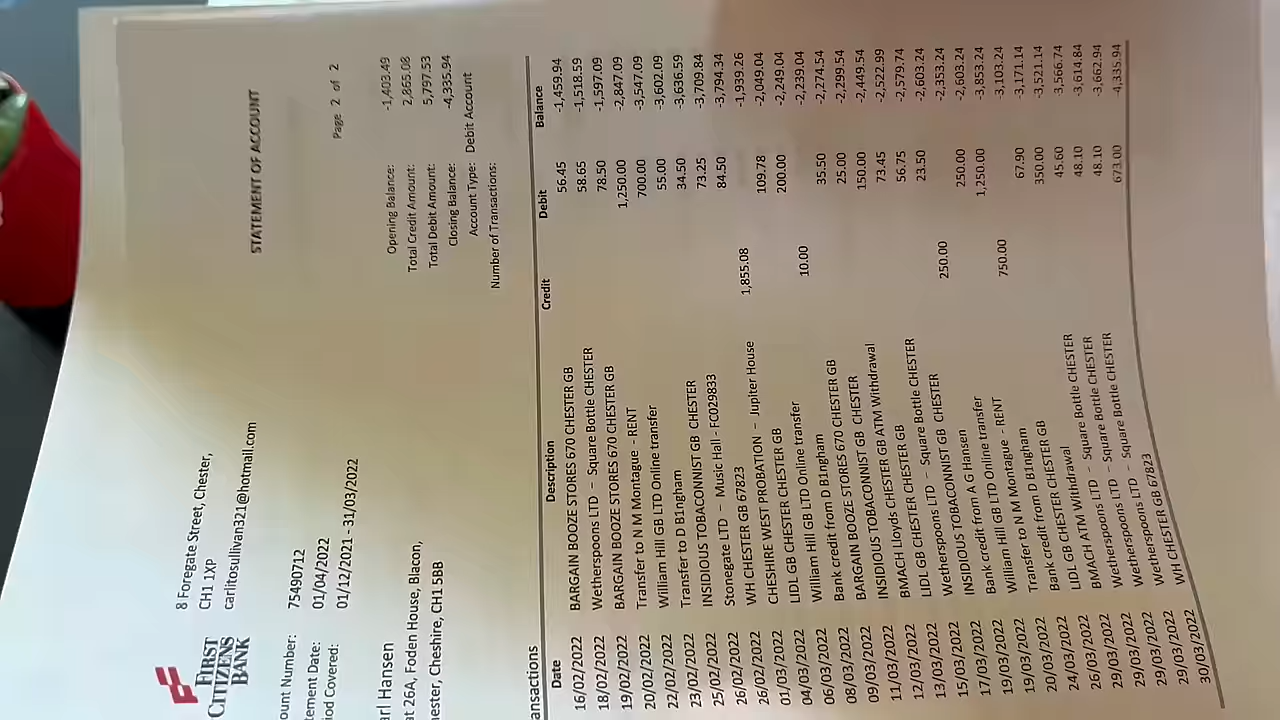 FIRST
CITIZENS
BANK
8 Forregate Street, Chester,
CH1 1XP
carlitosullivan321@hotmail.com
STATEMENT OF ACCOUNT
ount Number: 75490712
tement Date: 01/04/2022
iod Covered: 01/12/2021 - 31/03/2022
Page 2 of 2
arl Hansen
at 26A, Foden House, Blacon,
ester, Cheshire, CH1 5BB
Opening Balance: -1,403.49
Total Credit Amount: 2,865.08
Total Debit Amount: 5,797.53
Closing Balance: -4,335.94
Account Type: Debit Account
Number of Transactions:
ansactions
Date Description Credit Debit Balance
16/02/2022 BARGAIN BOOZE STORES 670 CHESTER GB 56.45 -1,459.94
18/02/2022 Wetherspoons LTD – Square Bottle CHESTER 58.65 -1,518.59
19/02/2022 BARGAIN BOOZE STORES 670 CHESTER GB 78.50 -1,597.09
20/02/2022 Transfer to N M Montague - RENT 1,250.00 -2,847.09
22/02/2022 William Hill GB LTD Online transfer 700.00 -3,547.09
23/02/2022 Transfer to D B1ngham 55.00 -3,602.09
25/02/2022 INSIDIOUS TOBACCONIST GB CHESTER 34.50 -3,636.59
26/02/2022 Stonegate LTD – Music Hall - FC029833 73.25 -3,709.84
26/02/2022 WH CHESTER GB 67823 84.50 -3,794.34
01/03/2022 CHESHIRE WEST PROBATION – Jupiter House 1,855.08 -1,939.26
04/03/2022 LIDL GB CHESTER CHESTER GB 109.78 -2,049.04
06/03/2022 William Hill GB LTD Online transfer 200.00 -2,249.04
08/03/2022 Bank credit from D B1ngham 10.00 -2,239.04
09/03/2022 BARGAIN BOOZE STORES 670 CHESTER GB 35.50 -2,274.54
11/03/2022 INSIDIOUS TOBACCONIST GB CHESTER 25.00 -2,299.54
12/03/2022 BMACH Lloyds CHESTER GB ATM Withdrawal 150.00 -2,449.54
13/03/2022 LIDL GB CHESTER CHESTER GB 73.45 -2,522.99
15/03/2022 Wetherspoons LTD – Square Bottle CHESTER 56.75 -2,579.74
17/03/2022 INSIDIOUS TOBACCONIST GB CHESTER 23.50 -2,603.24
19/03/2022 Bank credit from A G Hansen 250.00 -2,353.24
19/03/2022 William Hill GB LTD Online transfer 250.00 -2,603.24
20/03/2022 Transfer to N M Montague - RENT 1,250.00 -3,853.24
24/03/2022 Bank credit from D B1ngham 750.00 -3,103.24
26/03/2022 LIDL GB CHESTER CHESTER GB 67.90 -3,171.14
29/03/2022 BMACH ATM Withdrawal 350.00 -3,521.14
29/03/2022 Wetherspoons LTD – Square Bottle CHESTER 45.60 -3,566.74
29/03/2022 Wetherspoons LTD – Square Bottle CHESTER 48.10 -3,614.84
29/03/2022 Wetherspoons LTD – Square Bottle CHESTER 48.10 -3,662.94
30/03/2022 WH CHESTER GB 67823 673.00 -4,335.94